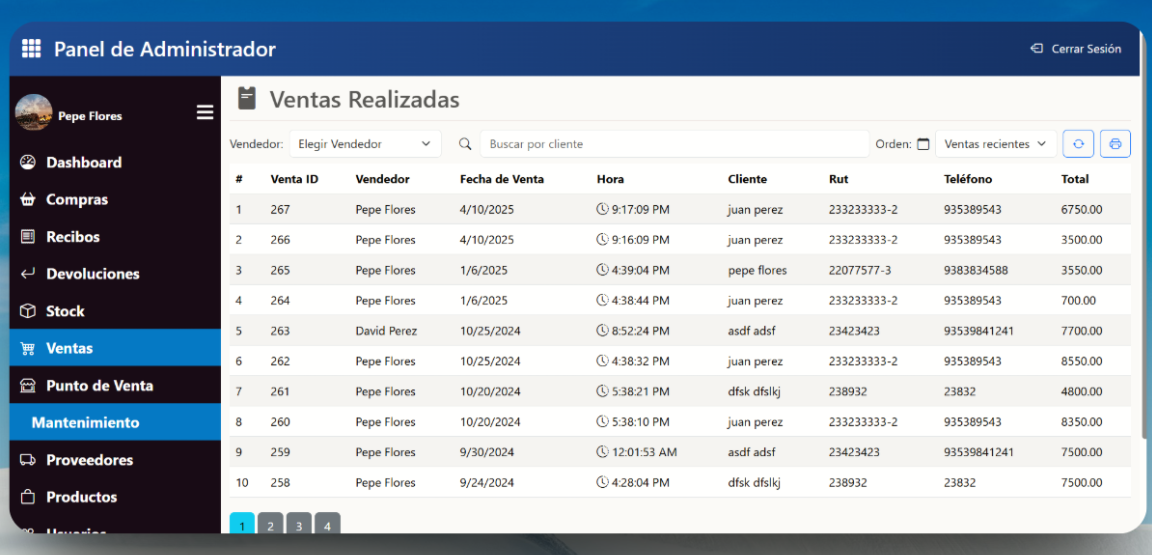 Panel de Administrador
Cerrar Sesión
Pepe Flores
Dashboard
Compras
Recibos
Devoluciones
Stock
Ventas
Punto de Venta
Mantenimiento
Proveedores
Productos
Usuarios
Ventas Realizadas
Vendedor: Elegir Vendedor Buscar por cliente Orden: Ventas recientes
# Venta ID Vendedor Fecha de Venta Hora Cliente Rut Teléfono Total
1 267 Pepe Flores 4/10/2025 9:17:09 PM juan perez 233233333-2 935389543 6750.00
2 266 Pepe Flores 4/10/2025 9:16:09 PM juan perez 233233333-2 935389543 3500.00
3 265 Pepe Flores 1/6/2025 4:39:04 PM pepe flores 22077577-3 9383834588 3550.00
4 264 Pepe Flores 1/6/2025 4:38:44 PM juan perez 233233333-2 935389543 700.00
5 263 David Perez 10/25/2024 8:52:24 PM asdf adsf 23423423 93539841241 7700.00
6 262 Pepe Flores 10/25/2024 4:38:32 PM juan perez 233233333-2 935389543 8550.00
7 261 Pepe Flores 10/20/2024 5:38:21 PM dfsk dfslkj 238932 23832 4800.00
8 260 Pepe Flores 10/20/2024 5:38:10 PM juan perez 233233333-2 935389543 8350.00
9 259 Pepe Flores 9/30/2024 12:01:53 AM asdf adsf 23423423 93539841241 7500.00
10 258 Pepe Flores 9/24/2024 4:28:04 PM dfsk dfslkj 238932 23832 7500.00
1 2 3 4